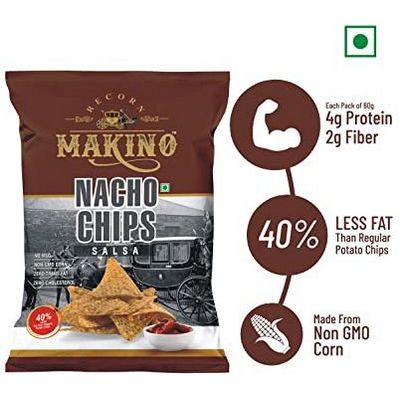 RECORN
MAKINO™
NACHO
CHIPS
SALSA
NO MSG
NON GMO CORN
ZERO TRANS FAT
ZERO CHOLESTEROL
40%
Each Pack of 60g
4g Protein
2g Fiber
40%
LESS FAT
Than Regular
Potato Chips
Made From
Non GMO
Corn